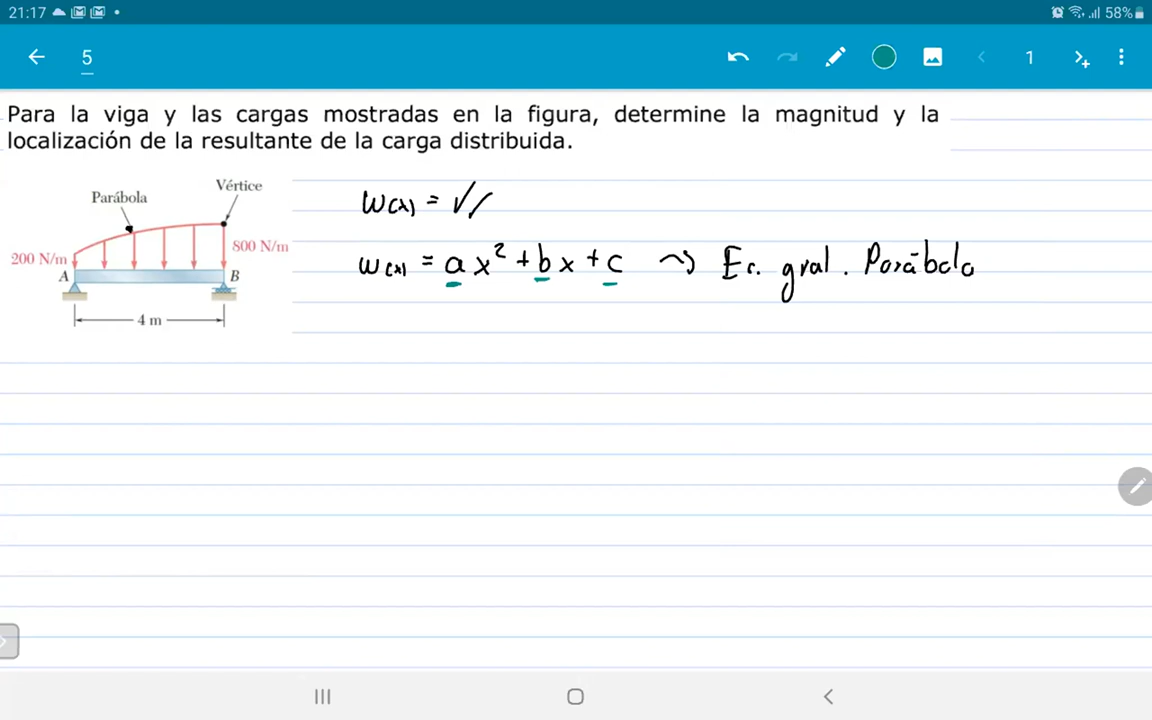 21:17
58%
5
1
Para la viga y las cargas mostradas en la figura, determine la magnitud y la
localización de la resultante de la carga distribuida.
Vértice
Parábola
800 N/m
200 N/m
A
B
4 m
w(x) = √/
w(x) = ax² + bx + c ⇝ Ec. gral. Parábola